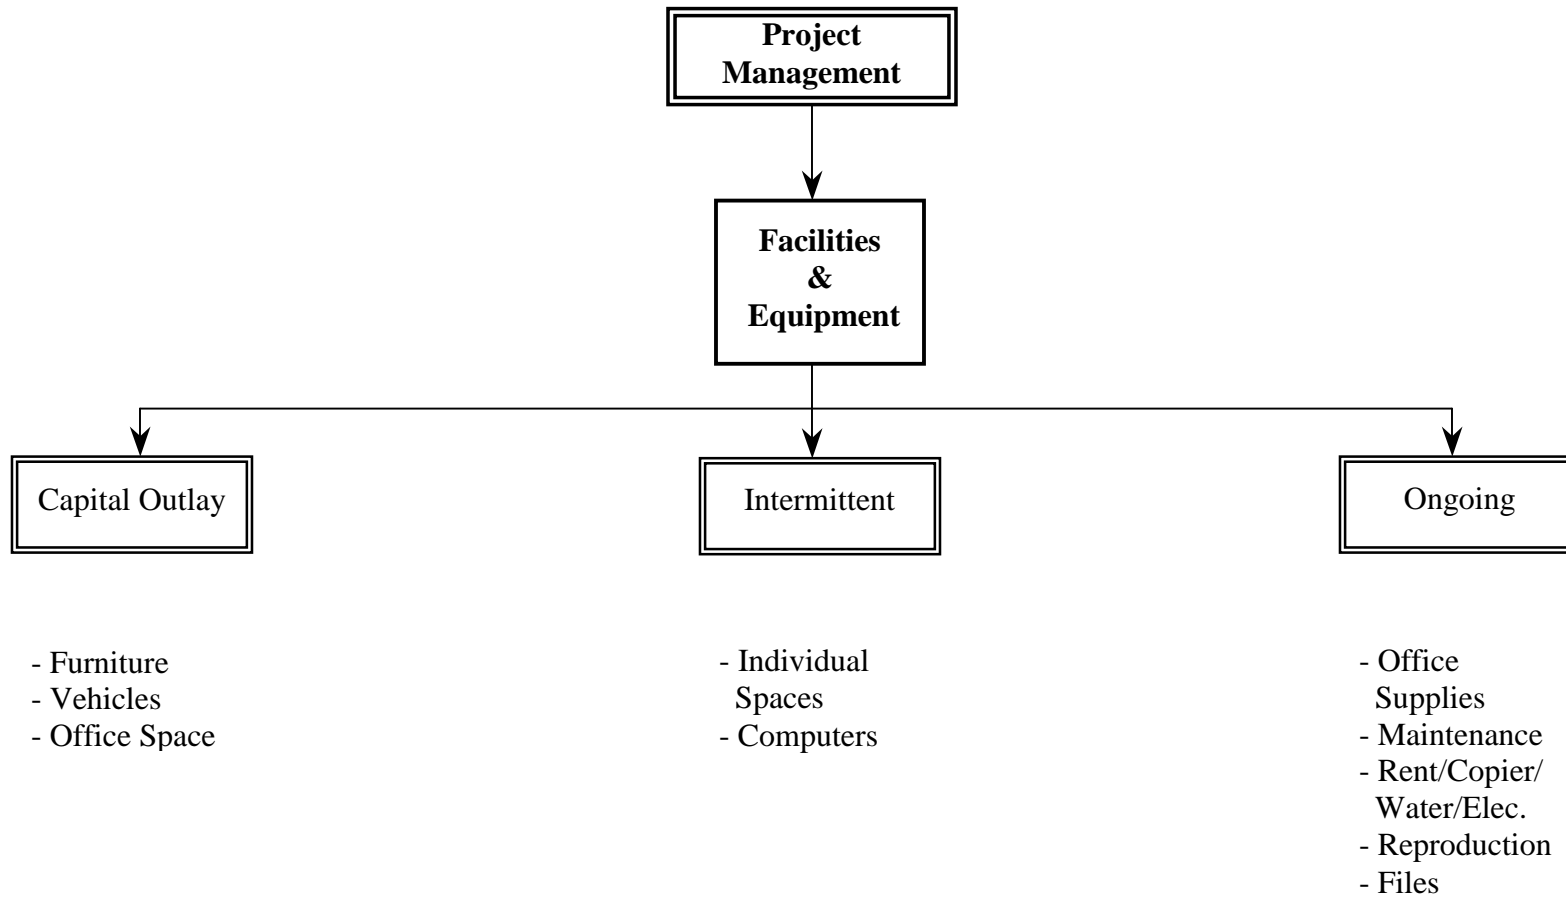 Project
Management
Facilities
&
Equipment
Capital Outlay
Intermittent
Ongoing
- Furniture
- Vehicles
- Office Space
- Individual
Spaces
- Computers
- Office
Supplies
- Maintenance
- Rent/Copier/
Water/Elec.
- Reproduction
- Files